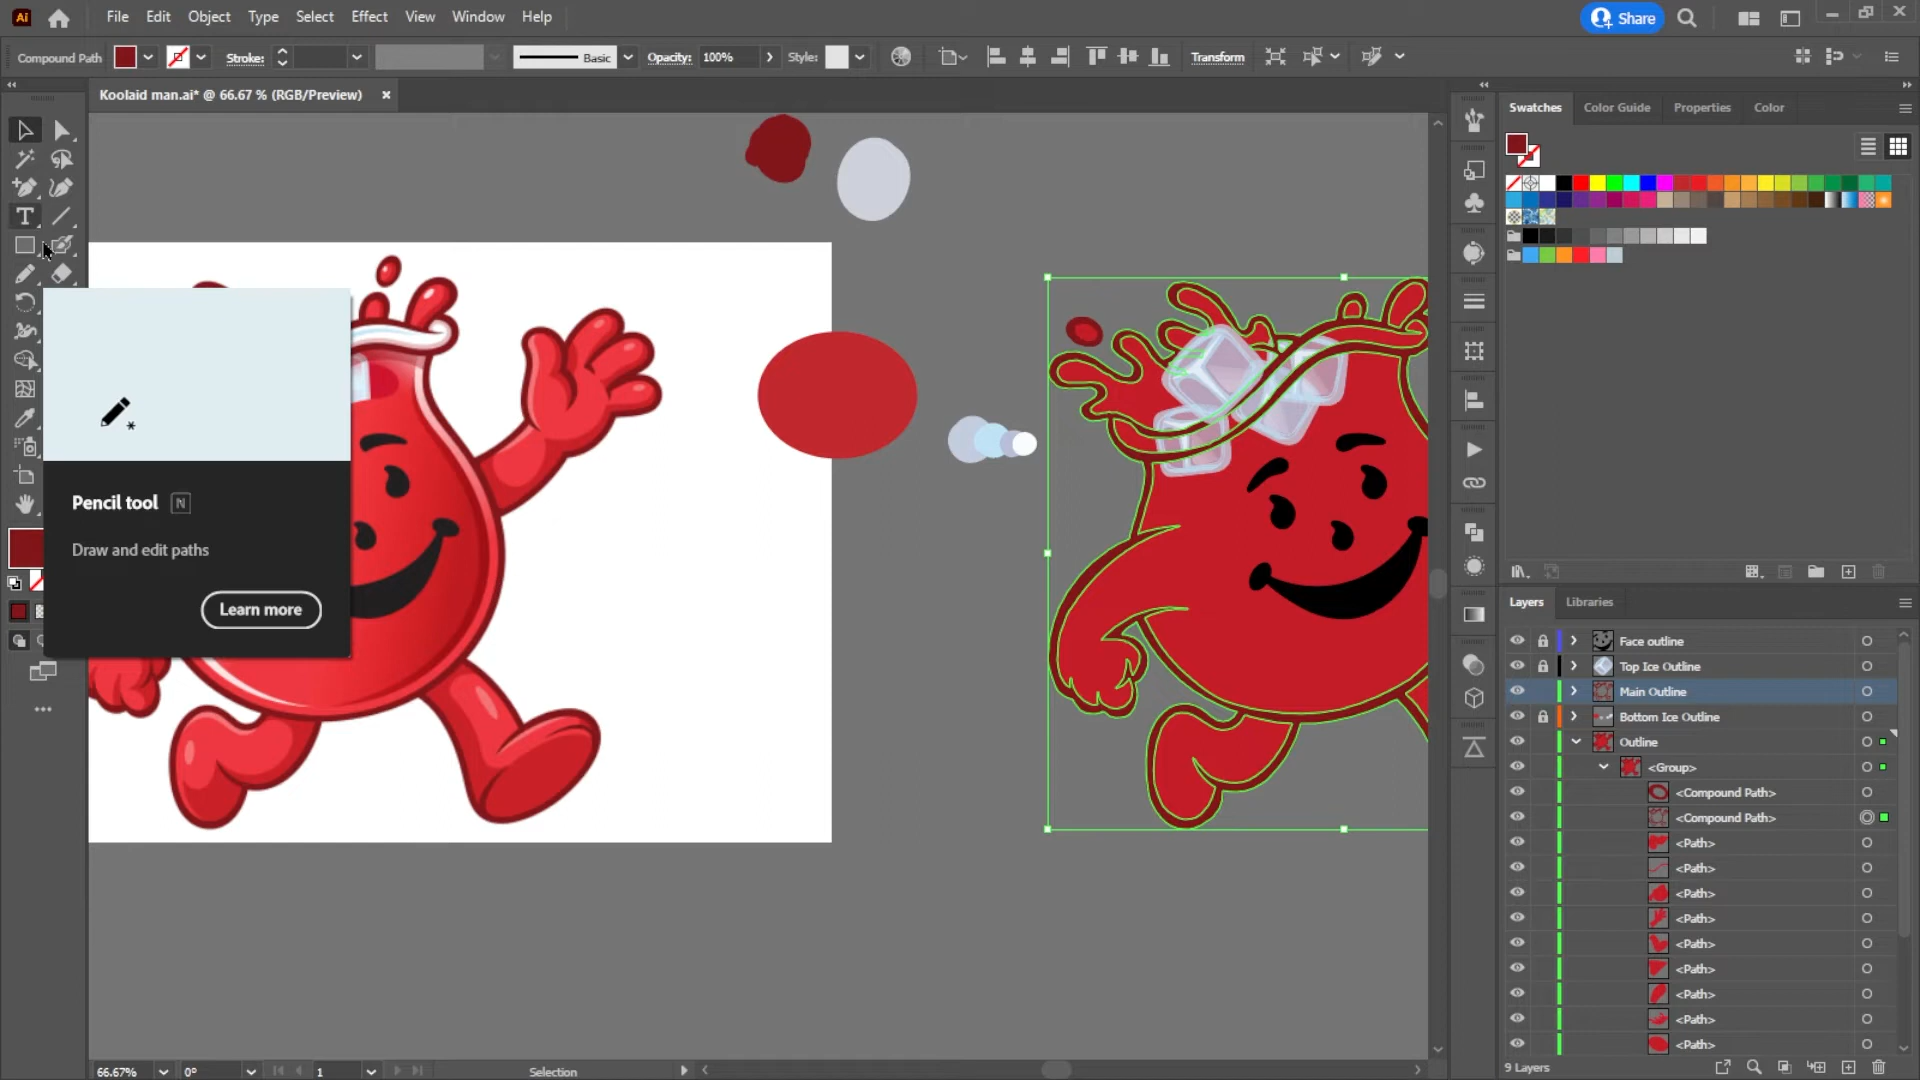 Ai File Edit Object Type Select Effect View Window Help Share
Compound Path Stroke: Basic Opacity: 100% Style: Transform
Koolaid man.ai* @ 66.67 % (RGB/Preview)
Swatches Color Guide Properties Color
Pencil tool N
Draw and edit paths
Learn more
Layers Libraries
Face outline
Top Ice Outline
Main Outline
Bottom Ice Outline
Outline
<Group>
<Compound Path>
<Compound Path>
<Path>
<Path>
<Path>
<Path>
<Path>
<Path>
<Path>
<Path>
<Path>
9 Layers
66.67% 0° 1 Selection